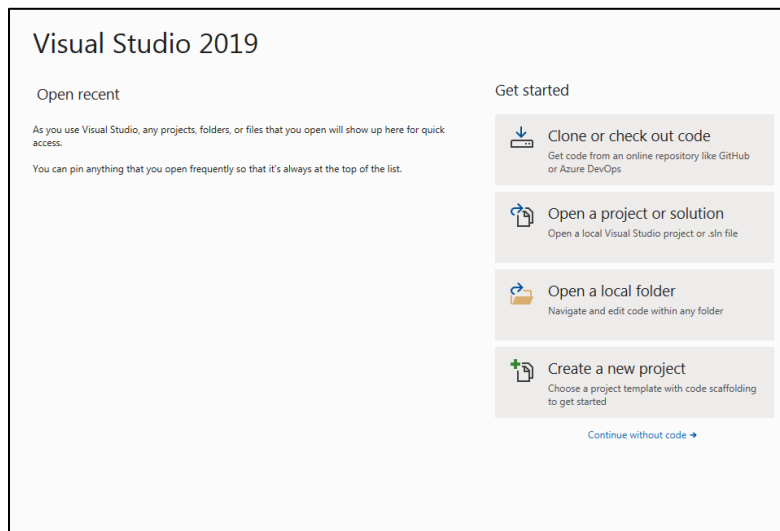 Visual Studio 2019
Open recent
As you use Visual Studio, any projects, folders, or files that you open will show up here for quick
access.
You can pin anything that you open frequently so that it's always at the top of the list.
Get started
Clone or check out code
Get code from an online repository like GitHub
or Azure DevOps
Open a project or solution
Open a local Visual Studio project or .sln file
Open a local folder
Navigate and edit code within any folder
Create a new project
Choose a project template with code scaffolding
to get started
Continue without code →